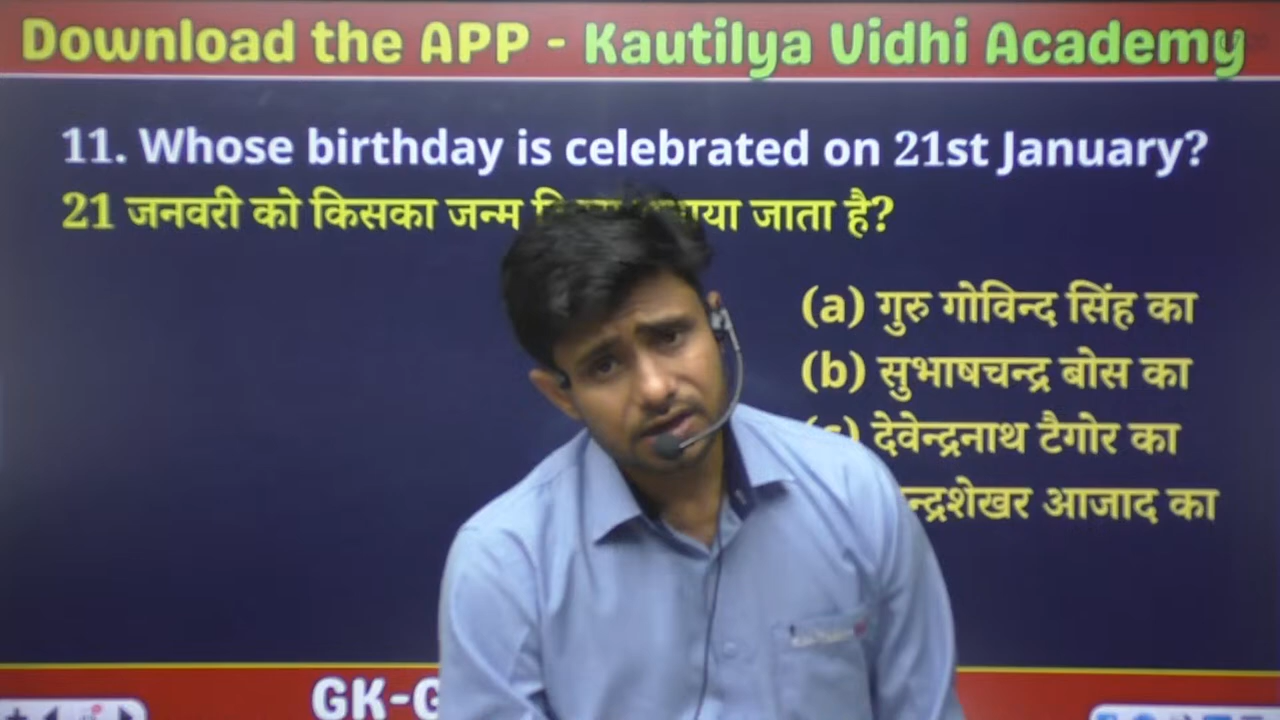 Download the APP - Kautilya Vidhi Academy
11. Whose birthday is celebrated on 21st January?
21 जनवरी को किसका जन्म जाता है?
(a) गुरु गोविन्द सिंह का
(b) सुभाषचन्द्र बोस का
देवेन्द्रनाथ टैगोर का
न्द्रशेखर आजाद का
GK-G